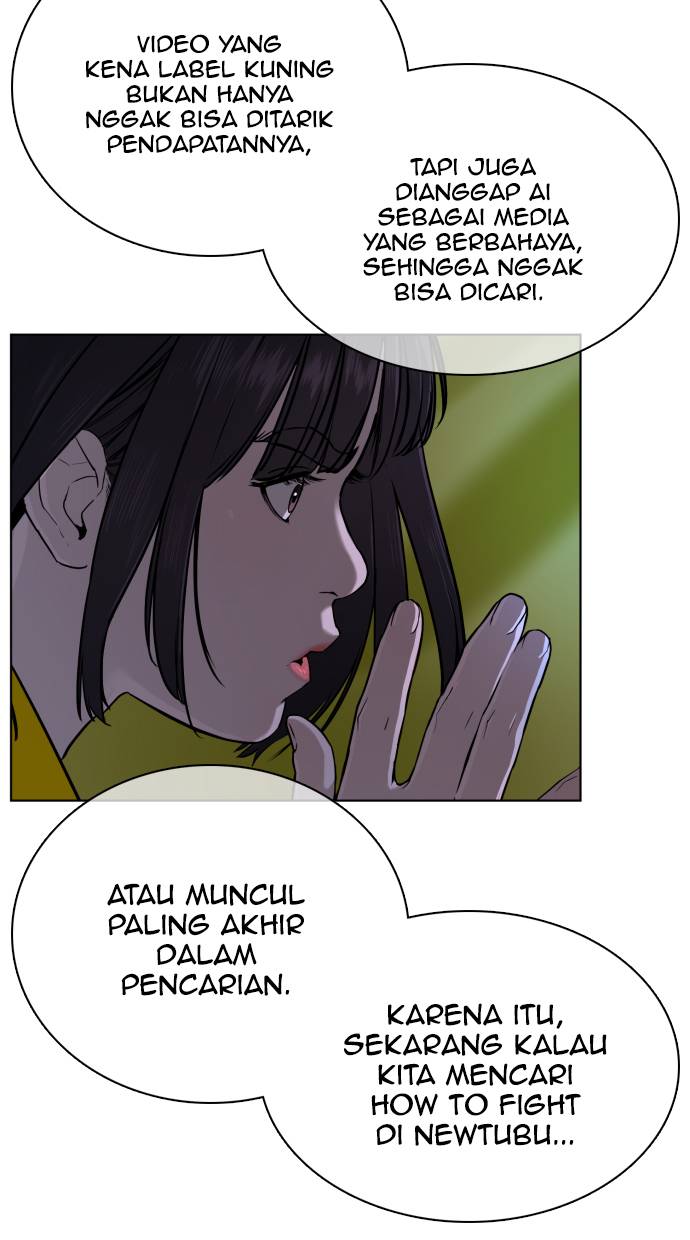 VIDEO YANG
KENA LABEL KUNING
BUKAN HANYA
NGGAK BISA DITARIK
PENDAPATANNYA,
TAPI JUGA
DIANGGAP AI
SEBAGAI MEDIA
YANG BERBAHAYA,
SEHINGGA NGGAK
BISA DICARI.
ATAU MUNCUL
PALING AKHIR
DALAM
PENCARIAN.
KARENA ITU,
SEKARANG KALAU
KITA MENCARI
HOW TO FIGHT
DI NEWTUBU...